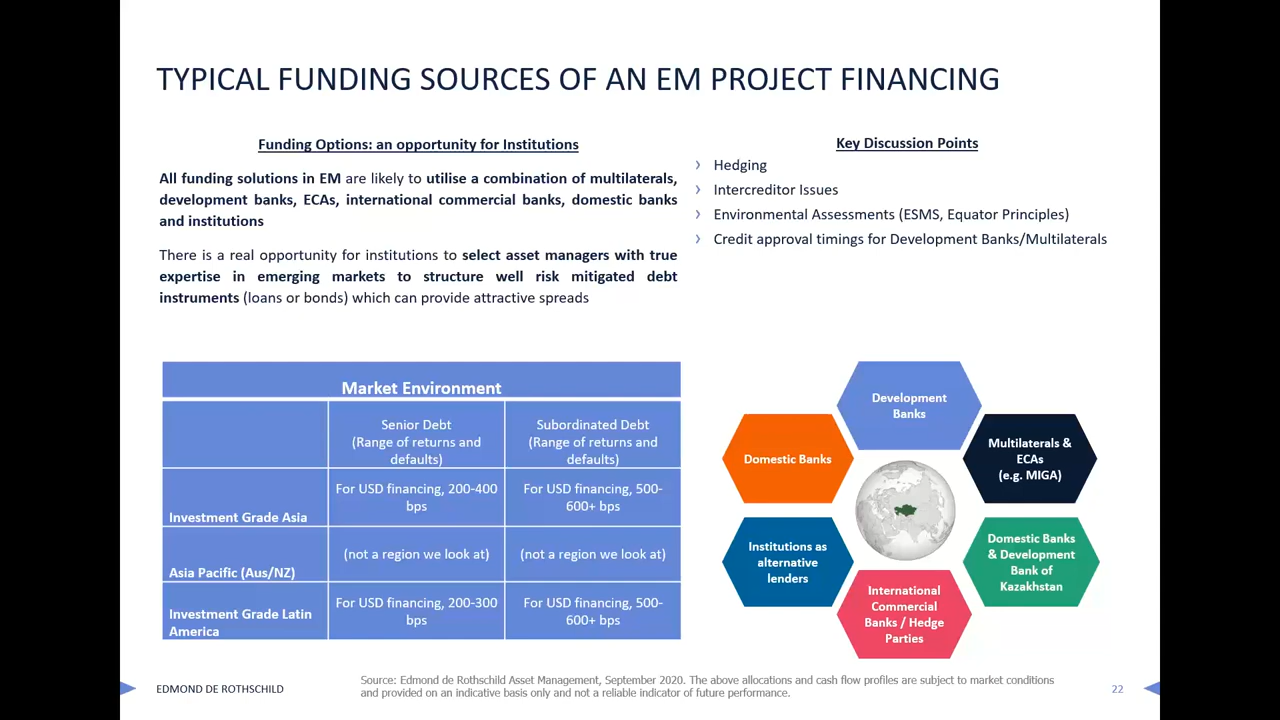 TYPICAL FUNDING SOURCES OF AN EM PROJECT FINANCING
Funding Options: an opportunity for Institutions
All funding solutions in EM are likely to utilise a combination of multilaterals,
development banks, ECAs, international commercial banks, domestic banks
and institutions
There is a real opportunity for institutions to select asset managers with true
expertise in emerging markets to structure well risk mitigated debt
instruments (loans or bonds) which can provide attractive spreads
Key Discussion Points
› Hedging
› Intercreditor Issues
› Environmental Assessments (ESMS, Equator Principles)
› Credit approval timings for Development Banks/Multilaterals
Market Environment
Senior Debt
(Range of returns and
defaults)
Subordinated Debt
(Range of returns and
defaults)
Investment Grade Asia
For USD financing, 200-400
bps
For USD financing, 500-
600+ bps
Asia Pacific (Aus/NZ)
(not a region we look at)
(not a region we look at)
Investment Grade Latin
America
For USD financing, 200-300
bps
For USD financing, 500-
600+ bps
Development
Banks
Multilaterals &
ECAs
(e.g. MIGA)
Domestic Banks
& Development
Bank of
Kazakhstan
International
Commercial
Banks / Hedge
Parties
Institutions as
alternative
lenders
Domestic Banks
EDMOND DE ROTHSCHILD
Source: Edmond de Rothschild Asset Management, September 2020. The above allocations and cash flow profiles are subject to market conditions
and provided on an indicative basis only and not a reliable indicator of future performance.
22